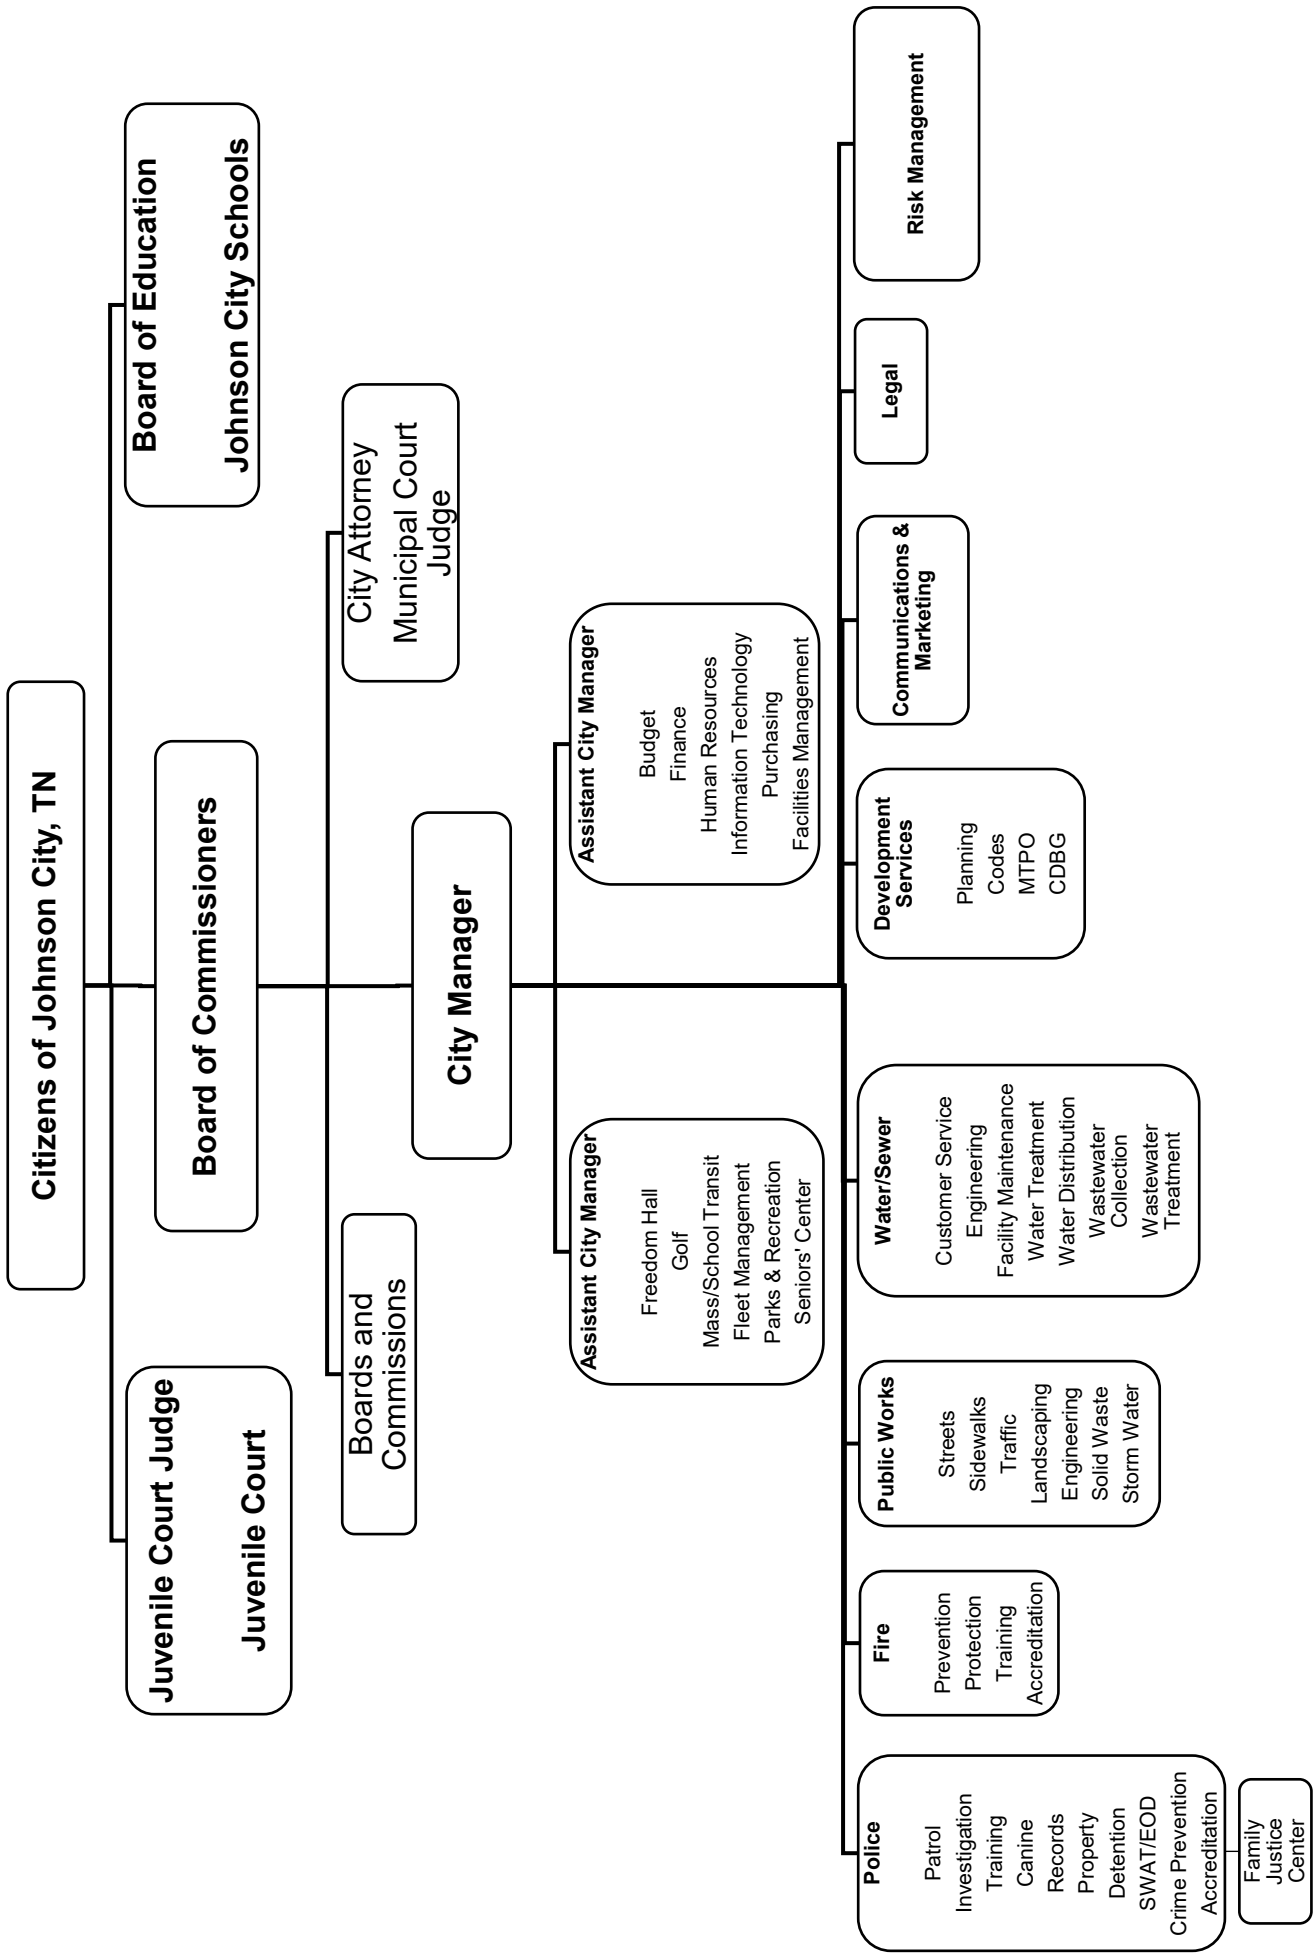 Citizens of Johnson City, TN
Juvenile Court Judge
Juvenile Court
Board of Commissioners
Board of Education
Johnson City Schools
Boards and
Commissions
City Manager
City Attorney
Municipal Court
Judge
Assistant City Manager
Freedom Hall
Golf
Mass/School Transit
Fleet Management
Parks & Recreation
Seniors' Center
Assistant City Manager
Budget
Finance
Human Resources
Information Technology
Purchasing
Facilities Management
Police
Patrol
Investigation
Training
Canine
Records
Property
Detention
SWAT/EOD
Crime Prevention
Accreditation
Family
Justice
Center
Fire
Prevention
Protection
Training
Accreditation
Public Works
Streets
Sidewalks
Traffic
Landscaping
Engineering
Solid Waste
Storm Water
Water/Sewer
Customer Service
Engineering
Facility Maintenance
Water Treatment
Water Distribution
Wastewater
Collection
Wastewater
Treatment
Development
Services
Planning
Codes
MTPO
CDBG
Communications &
Marketing
Legal
Risk Management